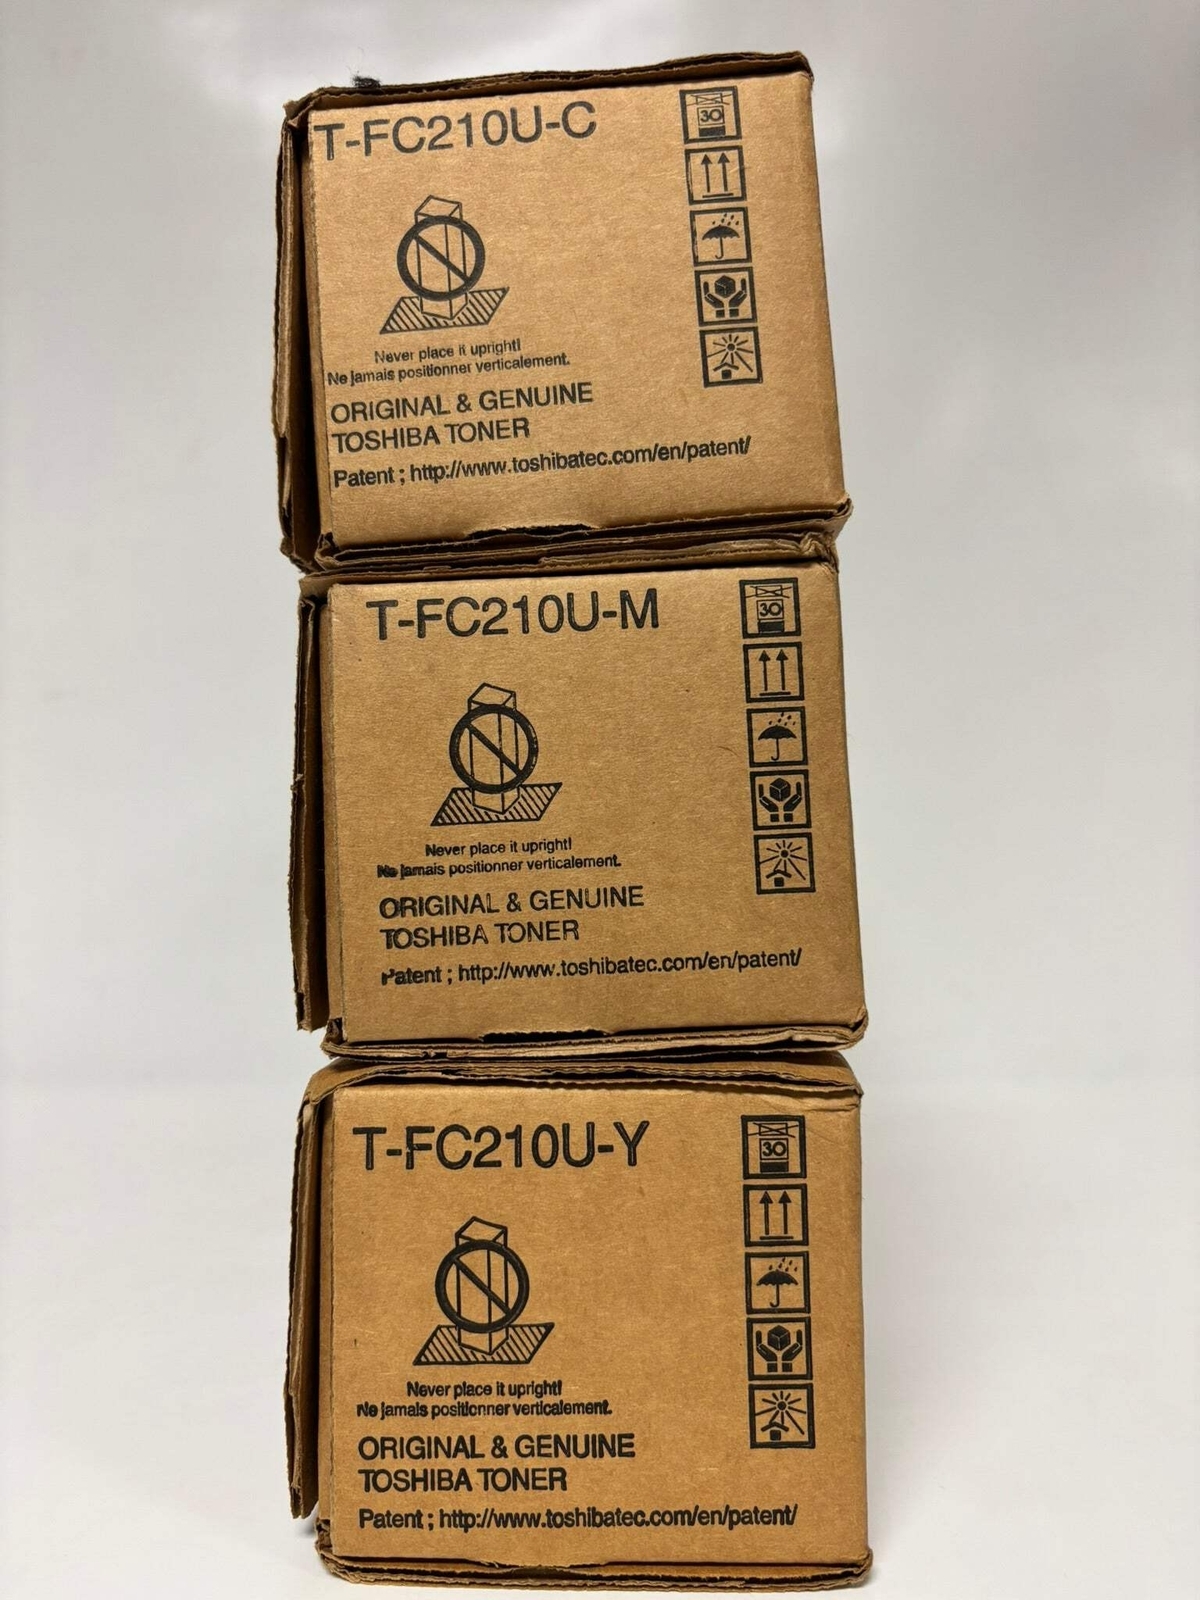 T-FC210U-C
30
Never place it upright!
Ne jamais positionner verticalement.
ORIGINAL & GENUINE
TOSHIBA TONER
Patent ; http://www.toshibatec.com/en/patent/
T-FC210U-M
30
Never place it upright!
Ne jamais positionner verticalement.
ORIGINAL & GENUINE
TOSHIBA TONER
Patent ; http://www.toshibatec.com/en/patent/
T-FC210U-Y
30
Never place it upright!
Ne jamais positionner verticalement.
ORIGINAL & GENUINE
TOSHIBA TONER
Patent ; http://www.toshibatec.com/en/patent/